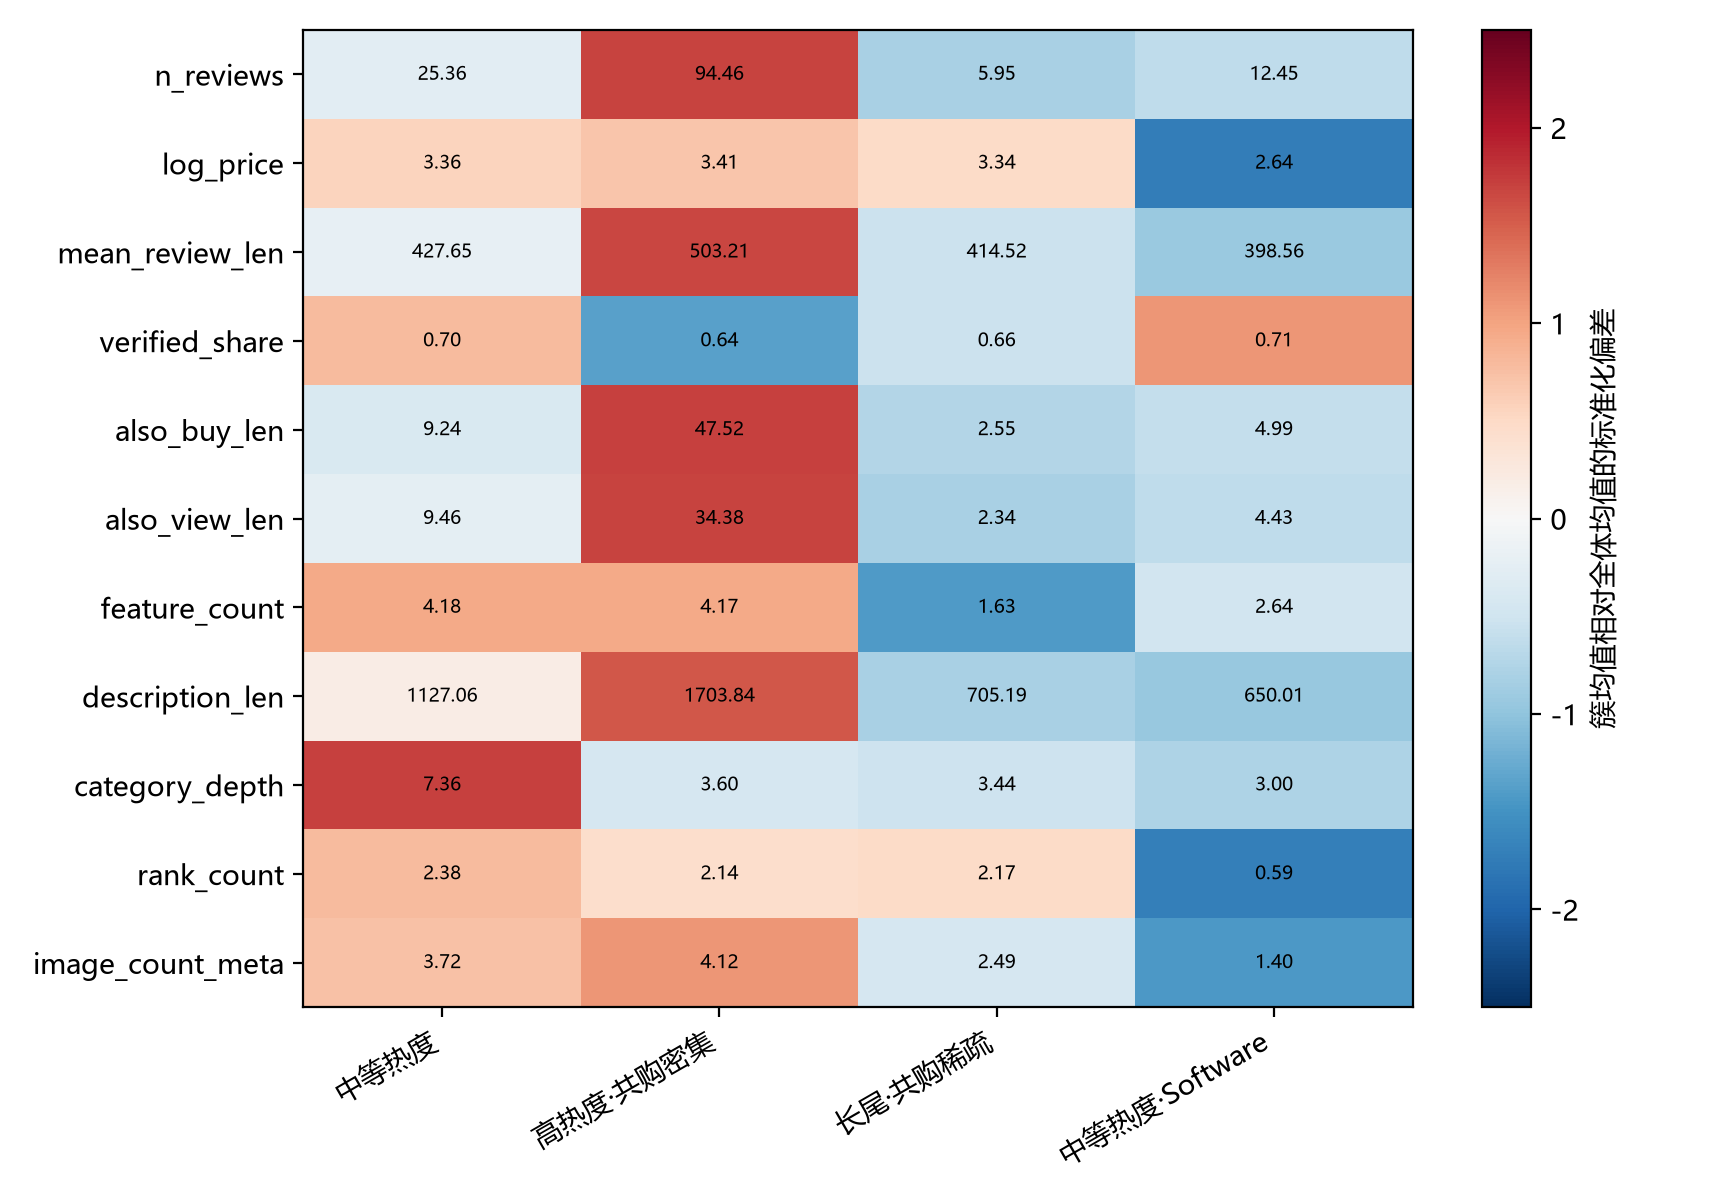 n_reviews 25.36 94.46 5.95 12.45
log_price 3.36 3.41 3.34 2.64
mean_review_len 427.65 503.21 414.52 398.56
verified_share 0.70 0.64 0.66 0.71
also_buy_len 9.24 47.52 2.55 4.99
also_view_len 9.46 34.38 2.34 4.43
feature_count 4.18 4.17 1.63 2.64
description_len 1127.06 1703.84 705.19 650.01
category_depth 7.36 3.60 3.44 3.00
rank_count 2.38 2.14 2.17 0.59
image_count_meta 3.72 4.12 2.49 1.40
中等热度
高热度·共购密集
长尾·共购稀疏
中等热度·Software
2
1
0
-1
-2
簇均值相对全体均值的标准化偏差